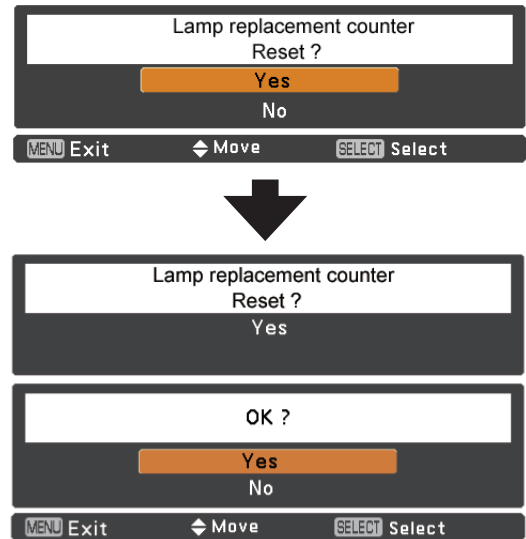 Lamp replacement counter
Reset ?
Yes
No
MENU Exit Move SELECT Select
Lamp replacement counter
Reset ?
Yes
OK ?
Yes
No
MENU Exit Move SELECT Select